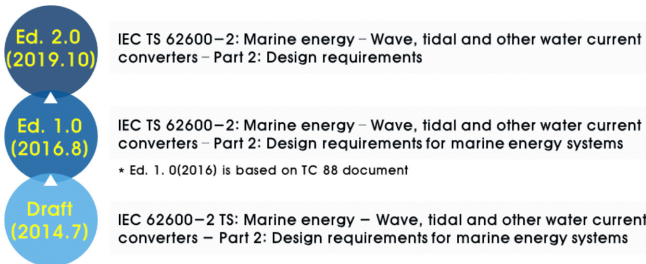 Ed. 2.0
(2019.10)
IEC TS 62600-2: Marine energy - Wave, tidal and other water current
converters - Part 2: Design requirements
Ed. 1.0
(2016.8)
IEC TS 62600-2: Marine energy - Wave, tidal and other water current
converters - Part 2: Design requirements for marine energy systems
* Ed. 1. 0(2016) is based on TC 88 document
Draft
(2014.7)
IEC 62600-2 TS: Marine energy - Wave, tidal and other water current
converters - Part 2: Design requirements for marine energy systems